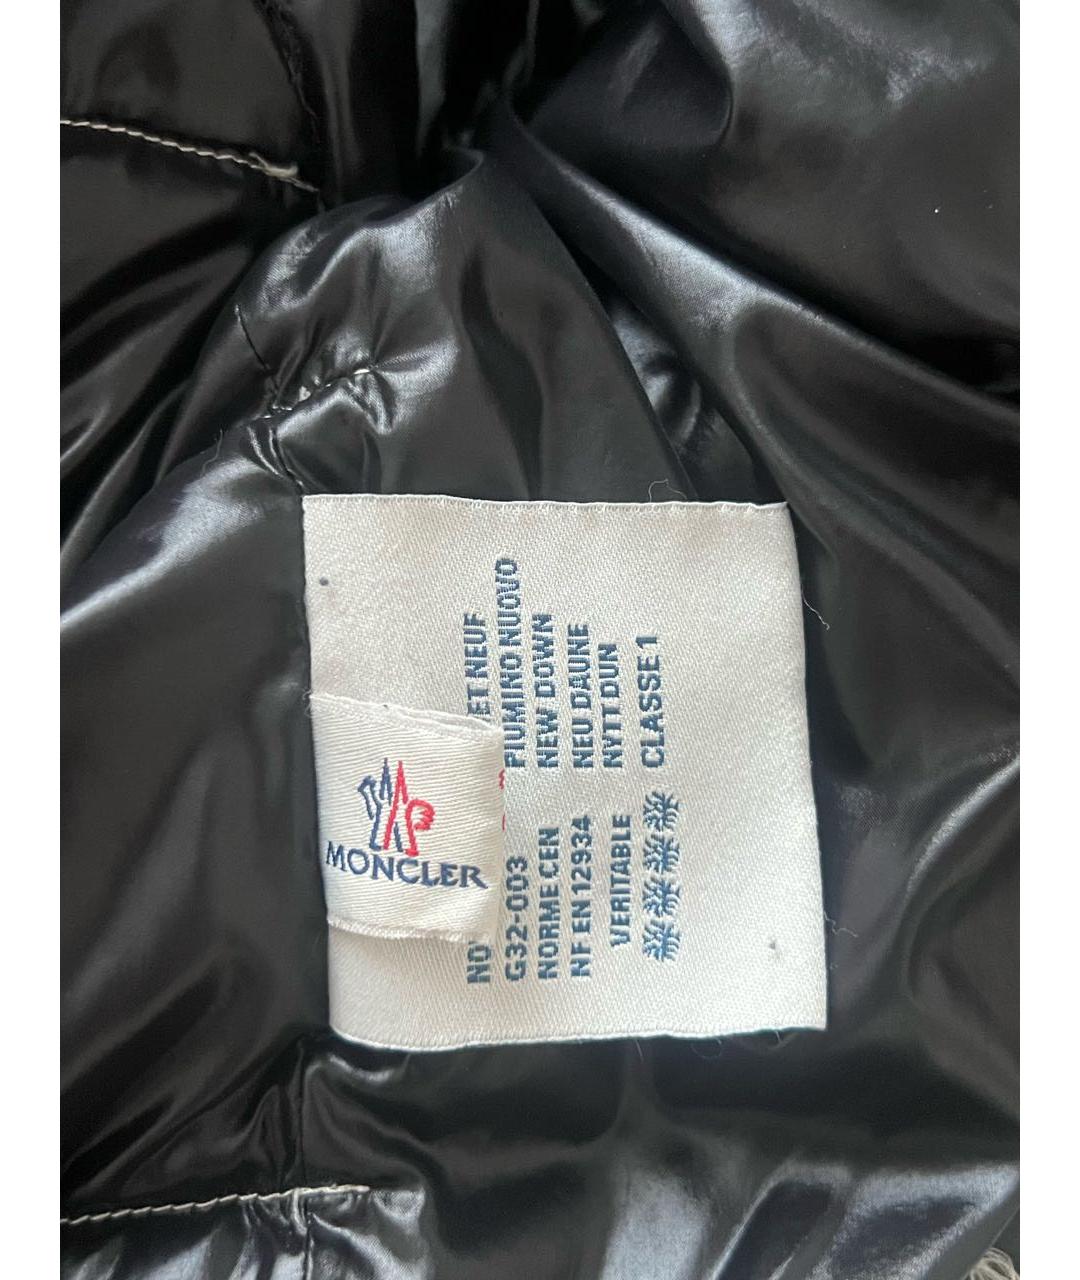 MONCLER
ET NEUF
PIUMINO NUOVO
NEW DOWN
NEU DAUNE
NYTT DUN
CLASSE 1
NO
G32-003
NORME CEN
NF EN 12934
VERITABLE